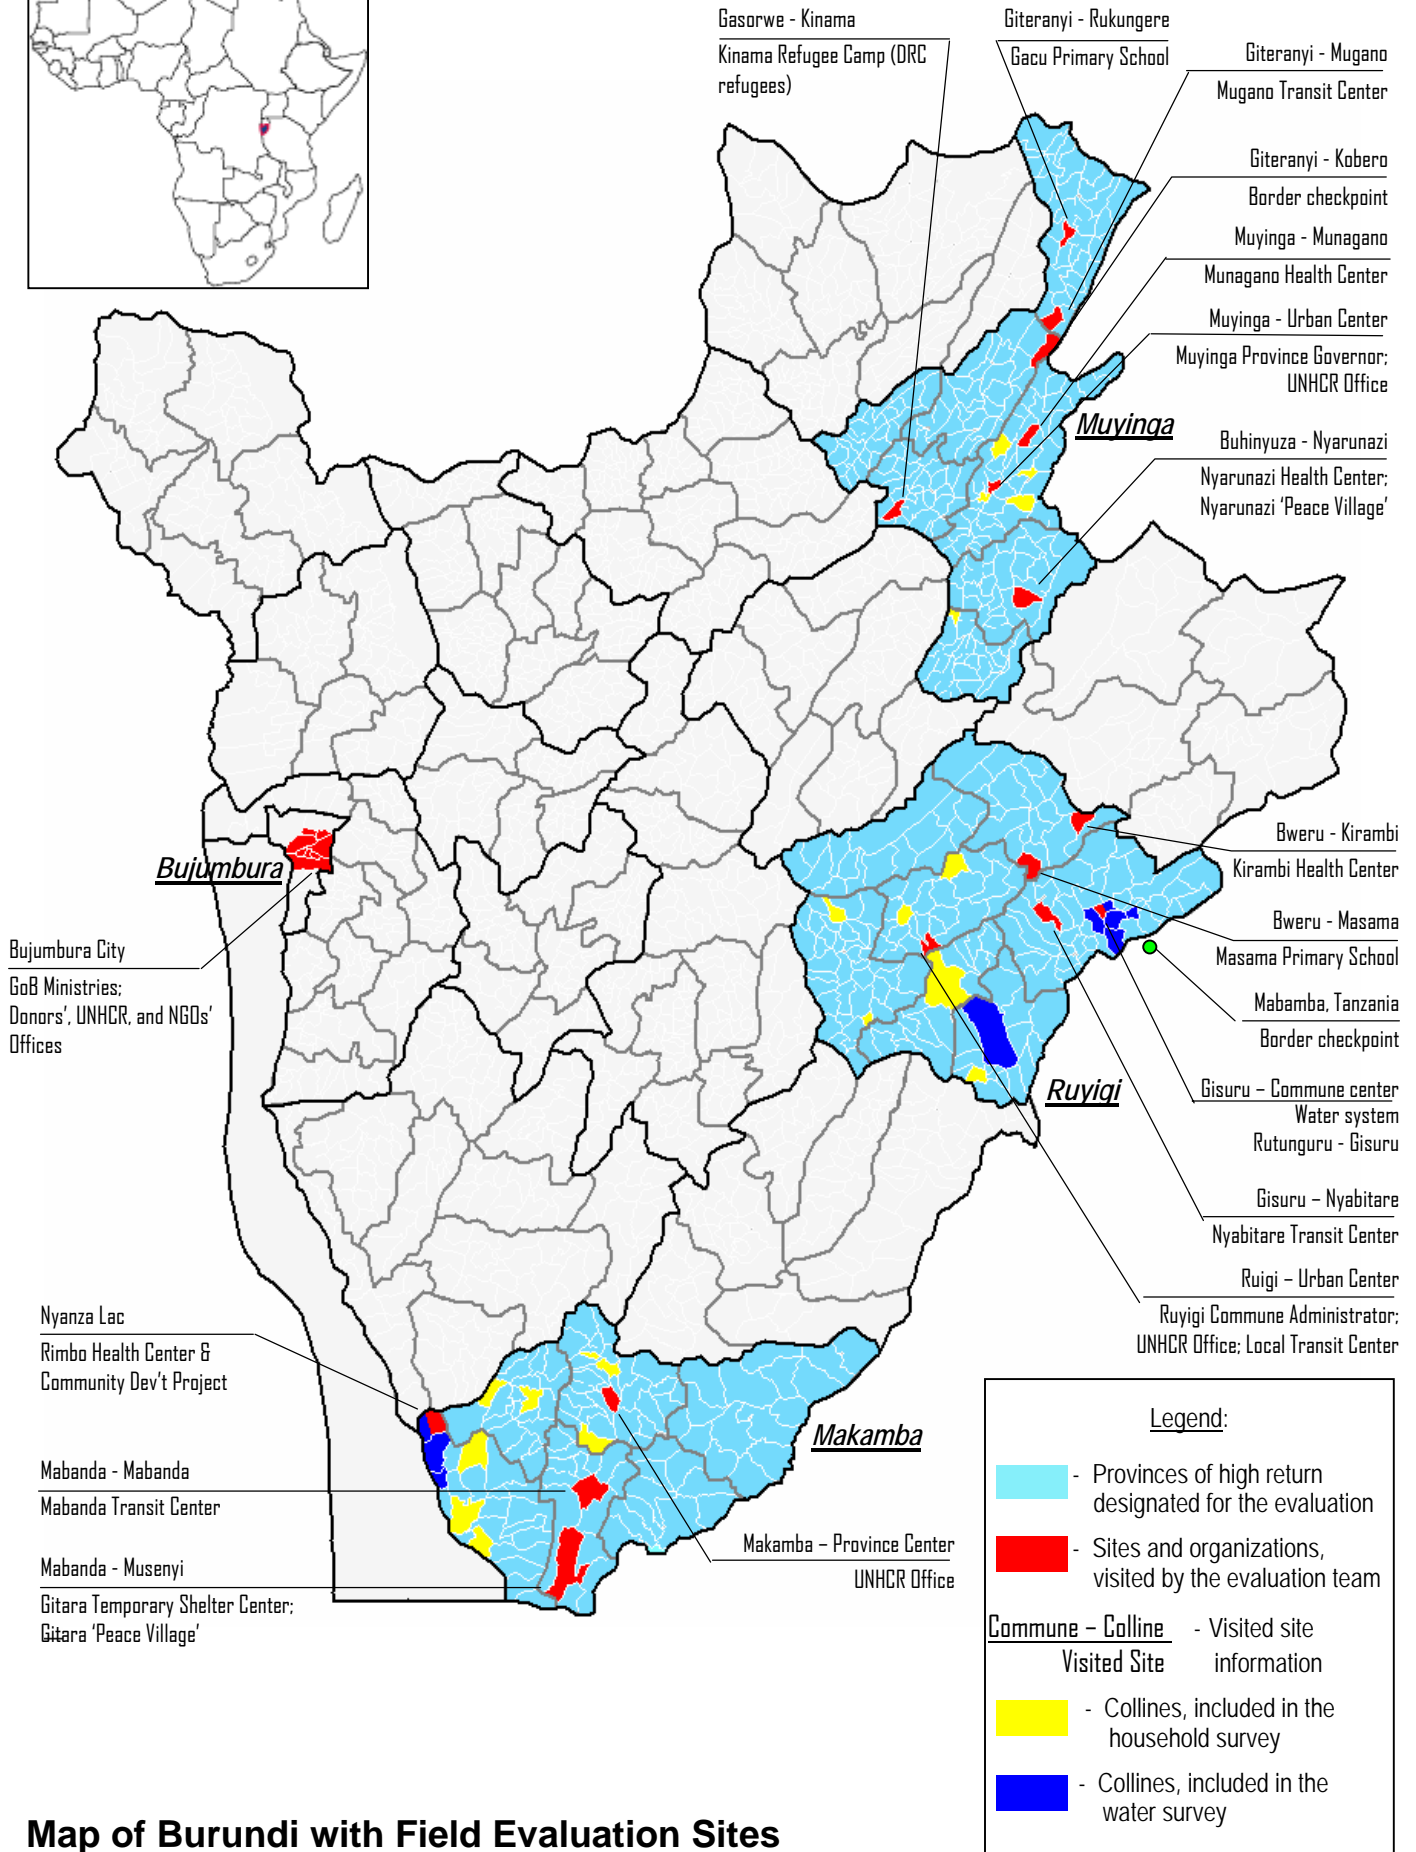 Gasorwe - Kinama
Kinama Refugee Camp (DRC
refugees)
Giteranyi - Rukungere
Gacu Primary School
Giteranyi - Mugano
Mugano Transit Center
Giteranyi - Kobero
Border checkpoint
Muyinga - Munagano
Munagano Health Center
Muyinga - Urban Center
Muyinga Province Governor;
UNHCR Office
Muyinga
Buhinyuza - Nyarunazi
Nyarunazi Health Center;
Nyarunazi ‘Peace Village’
Bujumbura
Bujumbura City
GoB Ministries;
Donors’, UNHCR, and NGOs’
Offices
Bweru - Kirambi
Kirambi Health Center
Bweru - Masama
Masama Primary School
Mabamba, Tanzania
Border checkpoint
Ruyiqi
Gisuru – Commune center
Water system
Rutunguru - Gisuru
Gisuru – Nyabitare
Nyabitare Transit Center
Ruigi – Urban Center
Ruyigi Commune Administrator;
UNHCR Office; Local Transit Center
Nyanza Lac
Rimbo Health Center &
Community Dev’t Project
Makamba
Mabanda - Mabanda
Mabanda Transit Center
Makamba – Province Center
UNHCR Office
Mabanda - Musenyi
Gitara Temporary Shelter Center;
Gitara ‘Peace Village’
Legend:
- Provinces of high return
designated for the evaluation
- Sites and organizations,
visited by the evaluation team
Commune – Colline - Visited site
Visited Site information
- Collines, included in the
household survey
- Collines, included in the
water survey
Map of Burundi with Field Evaluation Sites